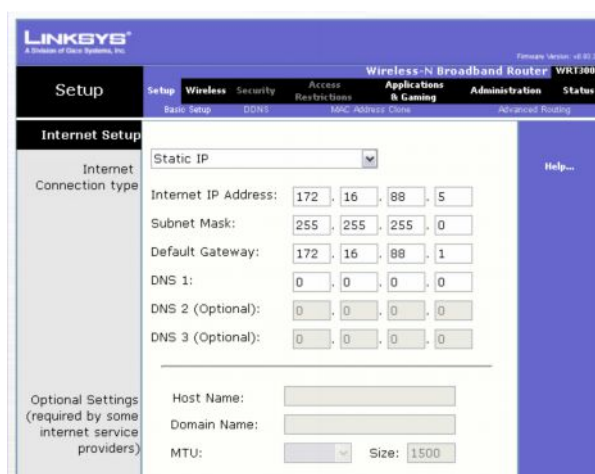 LINKSYS®
A Division of Cisco Systems, Inc.
Wireless-N Broadband Router WRT300
Setup
Setup Wireless Security Access Restrictions Applications & Gaming Administration Status
Basic Setup DDNS MAC Address Clone Advanced Routing
Internet Setup
Internet Connection type
Static IP
Help...
Internet IP Address: 172 . 16 . 88 . 5
Subnet Mask: 255 . 255 . 255 . 0
Default Gateway: 172 . 16 . 88 . 1
DNS 1: 0 . 0 . 0 . 0
DNS 2 (Optional): 0 . 0 . 0 . 0
DNS 3 (Optional): 0 . 0 . 0 . 0
Optional Settings
(required by some
internet service
providers)
Host Name:
Domain Name:
MTU: Size: 1500